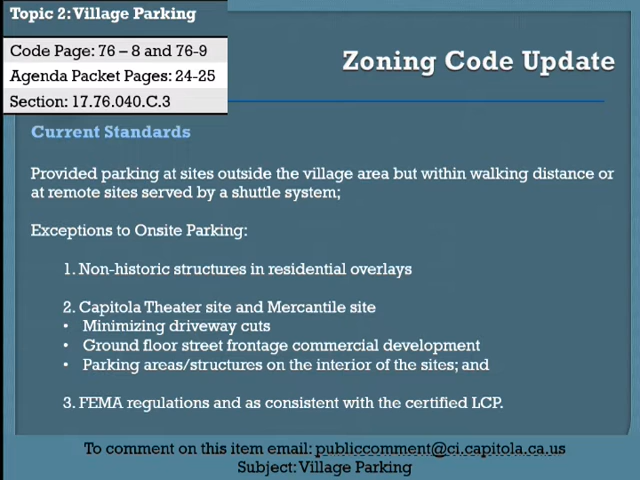 Topic 2: Village Parking
Code Page: 76 – 8 and 76-9
Agenda Packet Pages: 24-25
Section: 17.76.040.C.3
Zoning Code Update
Current Standards
Provided parking at sites outside the village area but within walking distance or
at remote sites served by a shuttle system;
Exceptions to Onsite Parking:
1. Non-historic structures in residential overlays
2. Capitola Theater site and Mercantile site
• Minimizing driveway cuts
• Ground floor street frontage commercial development
• Parking areas/structures on the interior of the sites; and
3. FEMA regulations and as consistent with the certified LCP.
To comment on this item email: publiccomment@ci.capitola.ca.us
Subject: Village Parking